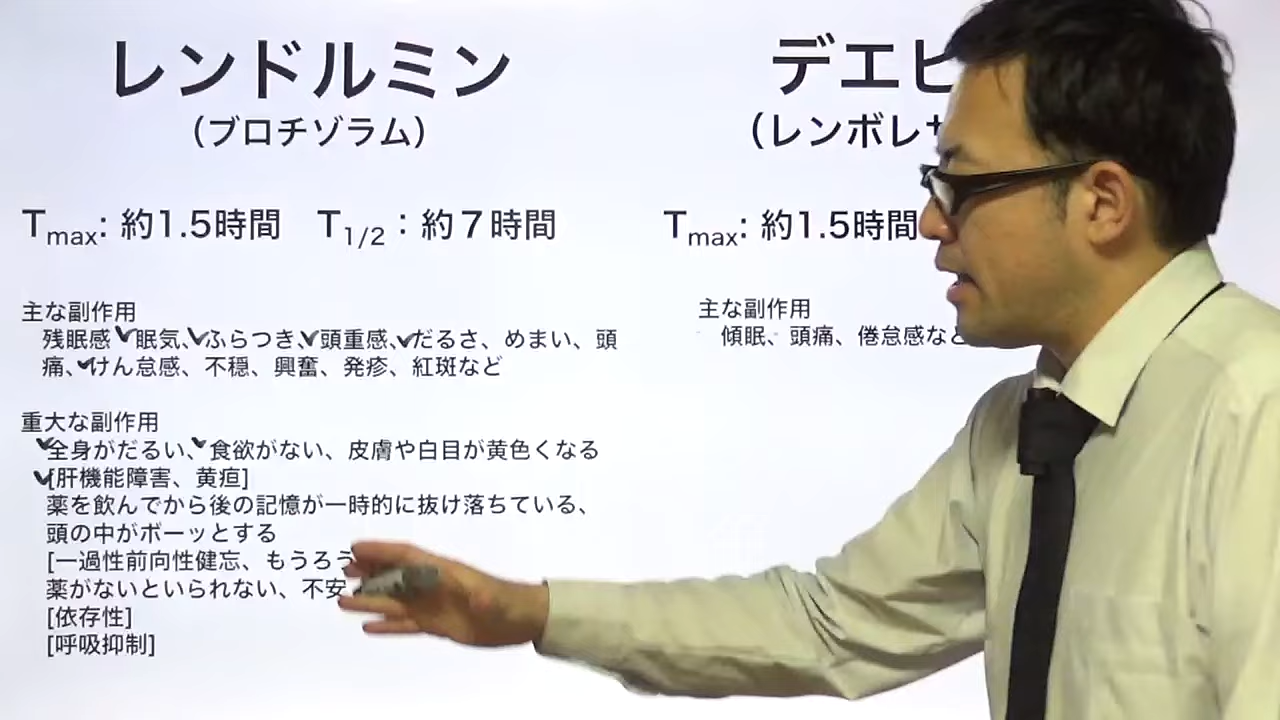 レンドルミン
(ブロチゾラム)
Tmax: 約1.5時間 T1/2：約７時間
主な副作用
残眠感、眠気、ふらつき、頭重感、だるさ、めまい、頭
痛、けん怠感、不穏、興奮、発疹、紅斑など
重大な副作用
全身がだるい、食欲がない、皮膚や白目が黄色くなる
[肝機能障害、黄疸]
薬を飲んでから後の記憶が一時的に抜け落ちている、
頭の中がボーッとする
[一過性前向性健忘、もうろう
薬がないといられない、不安
[依存性]
[呼吸抑制]
デエビ
(レンボレサ
Tmax: 約1.5時間
主な副作用
傾眠、頭痛、倦怠感など